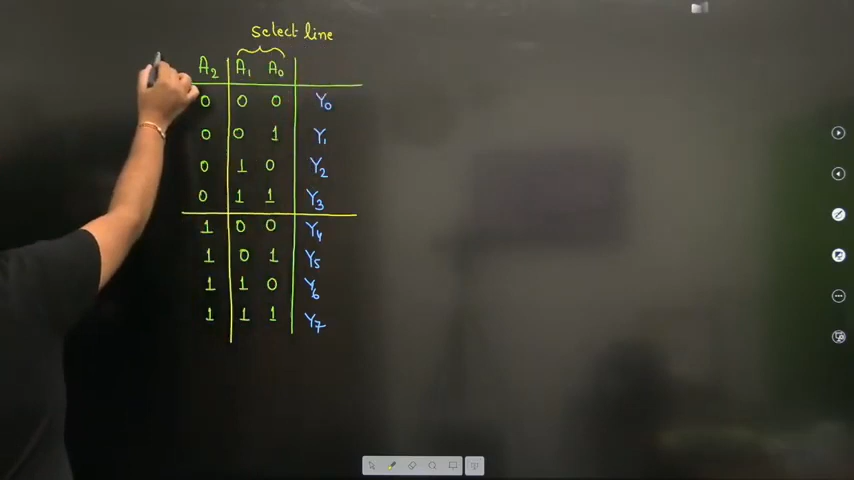 select line
A₂ A₁ A₀
0 0 0 Y₀
0 0 1 Y₁
0 1 0 Y₂
0 1 1 Y₃
1 0 0 Y₄
1 0 1 Y₅
1 1 0 Y₆
1 1 1 Y₇